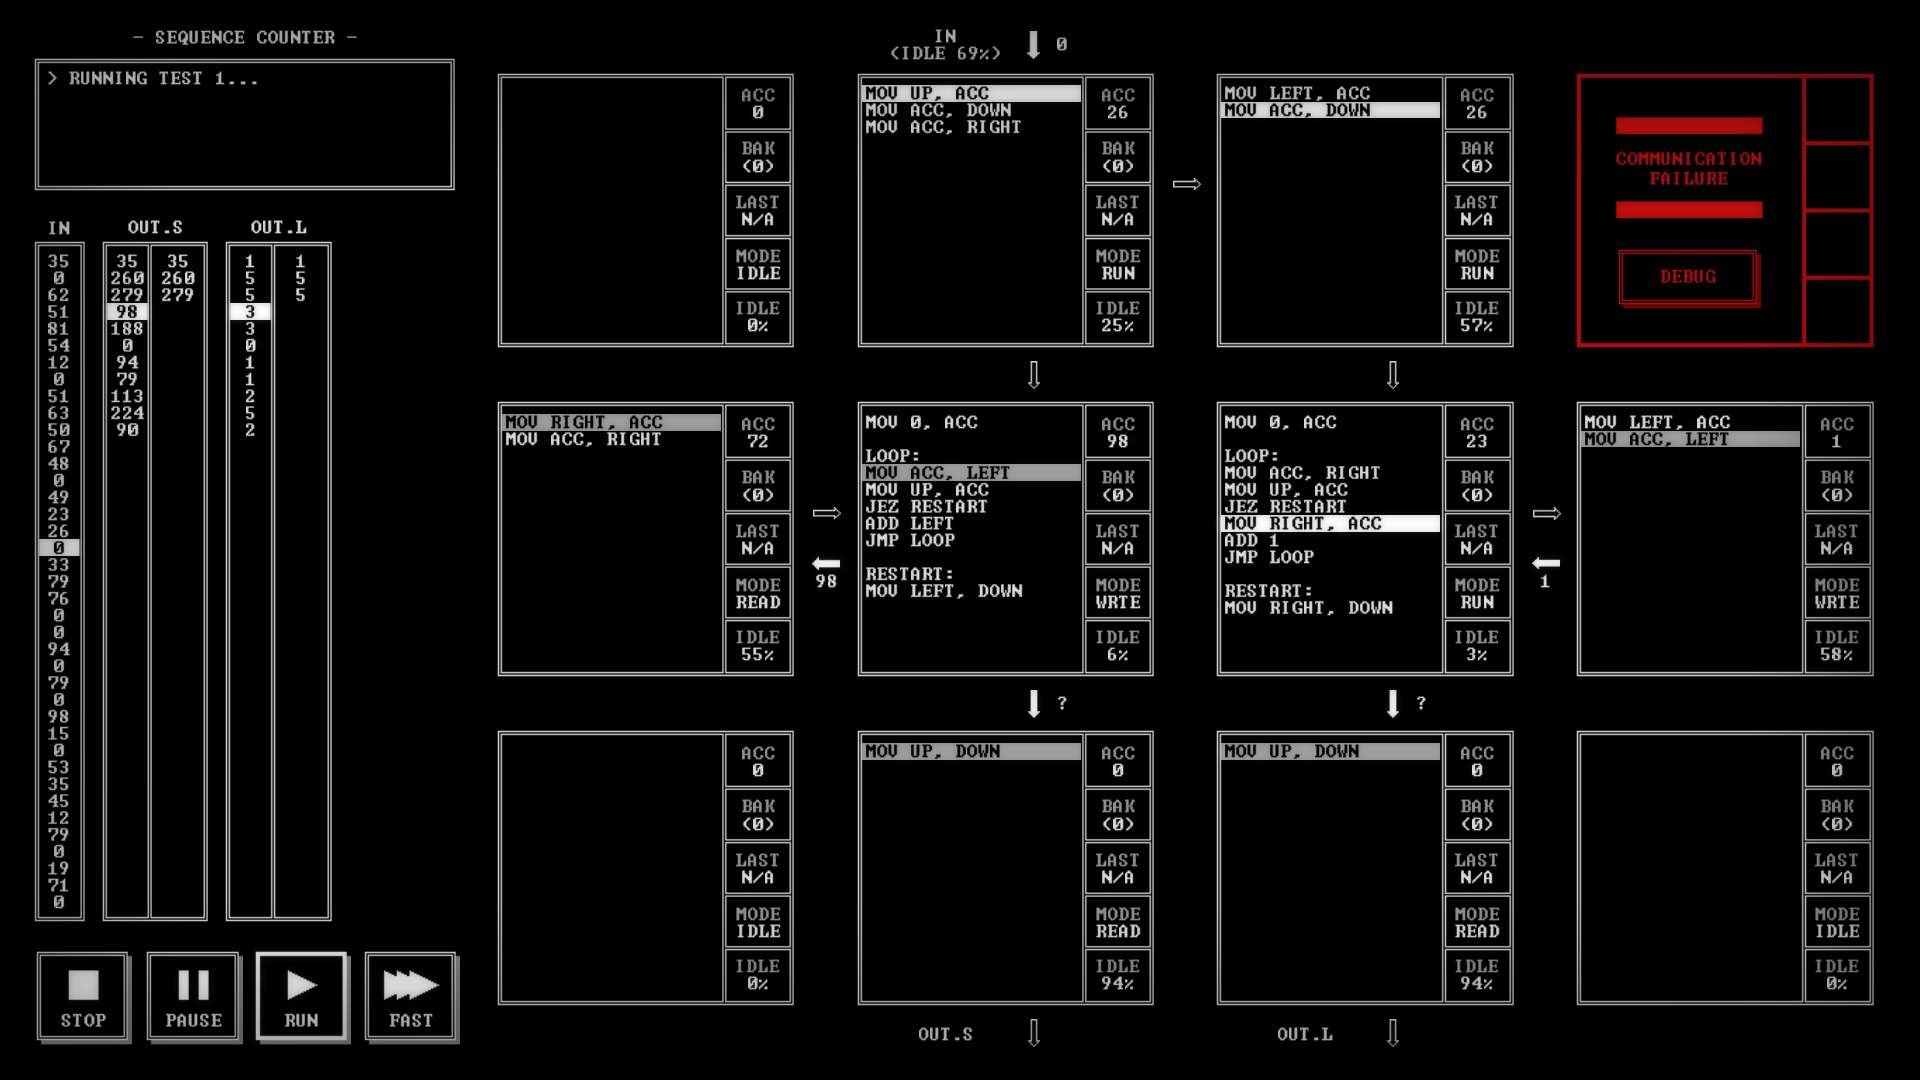 - SEQUENCE COUNTER -
> RUNNING TEST 1...
IN
OUT.S
OUT.L
35 35 35 1 1
0 260 260 5 5
62 279 279 5 5
51 98 3
81 188 3
54 0 0
12 94 1
0 79 1
51 113 2
63 224 5
50 90 2
67
48
0
49
23
26
0
33
79
76
0
0
94
0
79
0
98
15
0
53
35
45
12
79
0
19
71
0
STOP
PAUSE
RUN
FAST
IN
(IDLE 69%)
0
ACC
0
BAK
(0)
LAST
N/A
MODE
IDLE
IDLE
0%
MOV UP, ACC
MOV ACC, DOWN
MOV ACC, RIGHT
ACC
26
BAK
(0)
LAST
N/A
MODE
RUN
IDLE
25%
MOV LEFT, ACC
MOV ACC, DOWN
ACC
26
BAK
(0)
LAST
N/A
MODE
RUN
IDLE
57%
COMMUNICATION
FAILURE
DEBUG
MOV RIGHT, ACC
MOV ACC, RIGHT
ACC
72
BAK
(0)
LAST
N/A
MODE
READ
IDLE
55%
98
MOV 0, ACC
LOOP:
MOV ACC, LEFT
MOV UP, ACC
JEZ RESTART
ADD LEFT
JMP LOOP
RESTART:
MOV LEFT, DOWN
ACC
98
BAK
(0)
LAST
N/A
MODE
WRTE
IDLE
6%
MOV 0, ACC
LOOP:
MOV ACC, RIGHT
MOV UP, ACC
JEZ RESTART
MOV RIGHT, ACC
ADD 1
JMP LOOP
RESTART:
MOV RIGHT, DOWN
ACC
23
BAK
(0)
LAST
N/A
MODE
RUN
IDLE
3%
1
MOV LEFT, ACC
MOV ACC, LEFT
ACC
1
BAK
(0)
LAST
N/A
MODE
WRTE
IDLE
58%
?
?
ACC
0
BAK
(0)
LAST
N/A
MODE
IDLE
IDLE
0%
MOV UP, DOWN
ACC
0
BAK
(0)
LAST
N/A
MODE
READ
IDLE
94%
MOV UP, DOWN
ACC
0
BAK
(0)
LAST
N/A
MODE
READ
IDLE
94%
ACC
0
BAK
(0)
LAST
N/A
MODE
IDLE
IDLE
0%
OUT.S
OUT.L